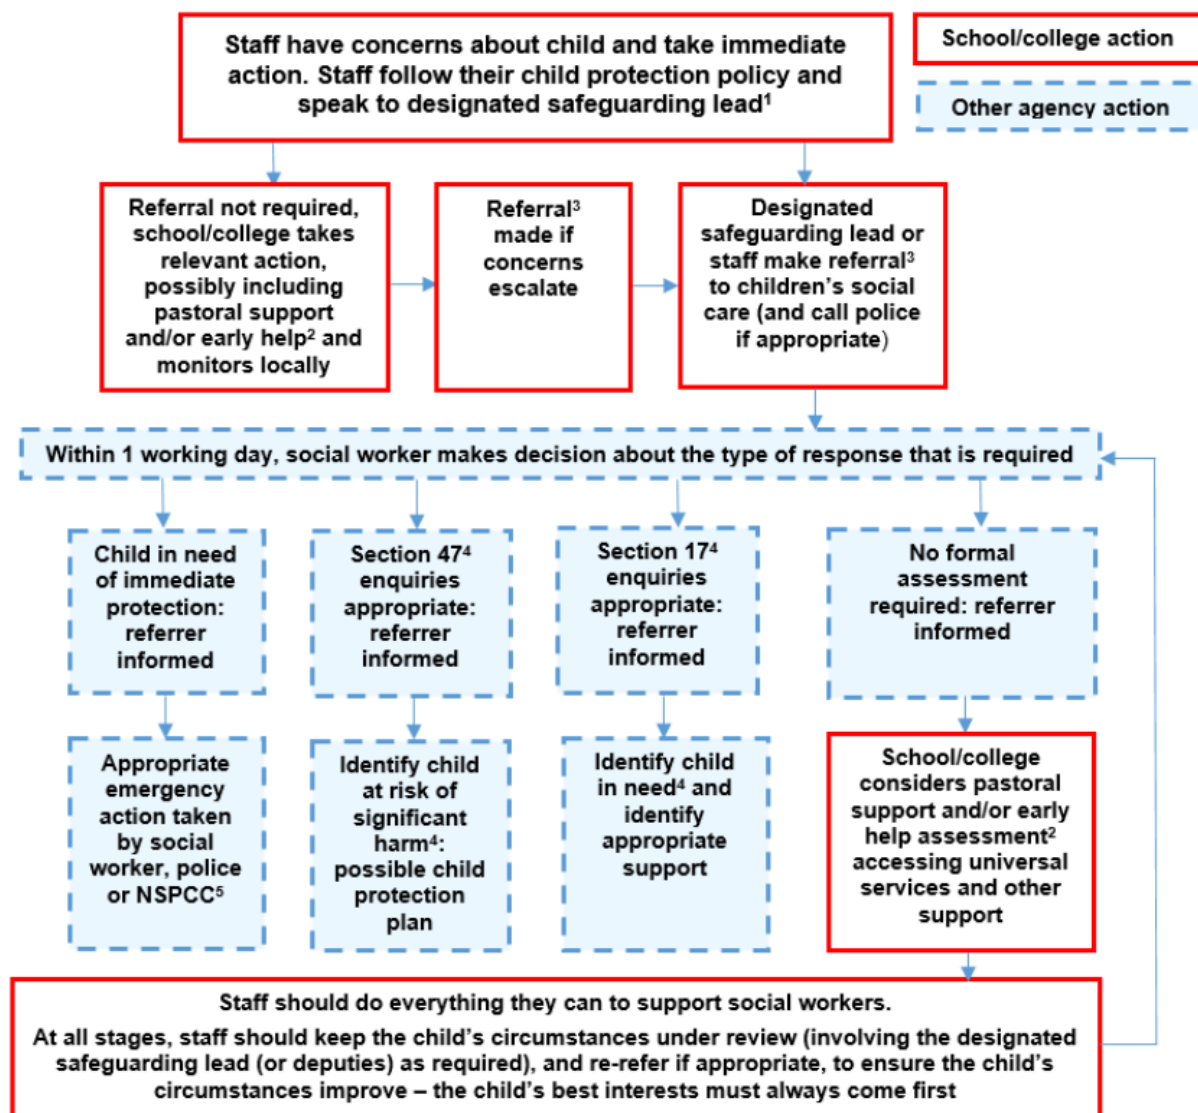 Staff have concerns about child and take immediate
action. Staff follow their child protection policy and
speak to designated safeguarding lead¹
School/college action
Other agency action
Referral not required,
school/college takes
relevant action,
possibly including
pastoral support
and/or early help² and
monitors locally
Referral³
made if
concerns
escalate
Designated
safeguarding lead or
staff make referral³
to children’s social
care (and call police
if appropriate)
Within 1 working day, social worker makes decision about the type of response that is required
Child in need
of immediate
protection:
referrer
informed
Section 47⁴
enquiries
appropriate:
referrer
informed
Section 17⁴
enquiries
appropriate:
referrer
informed
No formal
assessment
required: referrer
informed
Appropriate
emergency
action taken
by social
worker, police
or NSPCC⁵
Identify child
at risk of
significant
harm⁴:
possible child
protection
plan
Identify child
in need⁴ and
identify
appropriate
support
School/college
considers pastoral
support and/or early
help assessment²
accessing universal
services and other
support
Staff should do everything they can to support social workers.
At all stages, staff should keep the child’s circumstances under review (involving the designated
safeguarding lead (or deputies) as required), and re-refer if appropriate, to ensure the child’s
circumstances improve – the child’s best interests must always come first